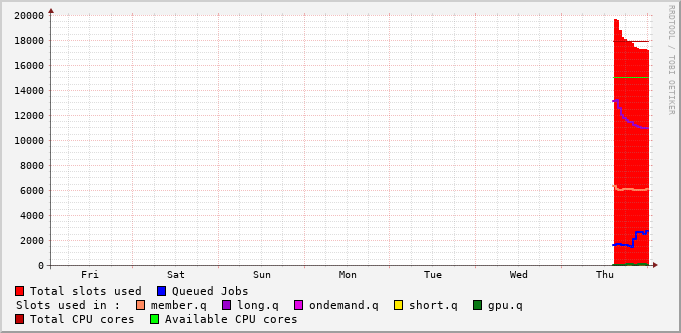 RRDTOOL / TOBI OETIKER
20000
18000
16000
14000
12000
10000
8000
6000
4000
2000
0
Fri Sat Sun Mon Tue Wed Thu
Total slots used Queued Jobs
Slots used in : member.q long.q ondemand.q short.q gpu.q
Total CPU cores Available CPU cores